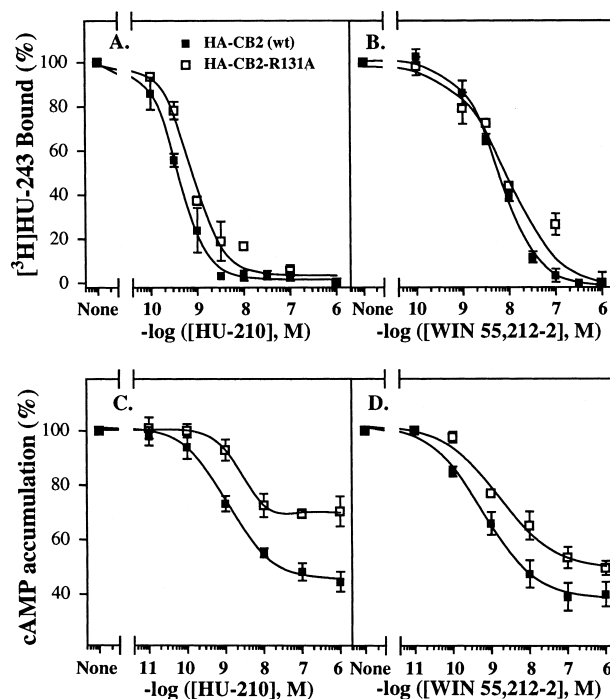 A.
■ HA-CB2 (wt)
□ HA-CB2-R131A
B.
[³H]HU-243 Bound (%)
100
80
60
40
20
0
None 10 9 8 7 6
None 10 9 8 7 6
-log ([HU-210], M)
-log ([WIN 55,212-2], M)
C.
D.
cAMP accumulation (%)
100
80
60
40
None 11 10 9 8 7 6
None 11 10 9 8 7 6
-log ([HU-210], M)
-log ([WIN 55,212-2], M)